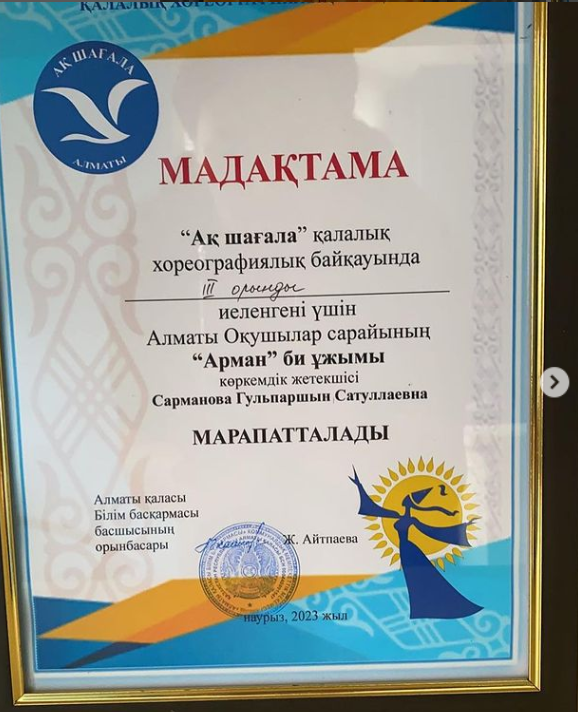 ҚАЛАЛЫҚ
АҚ ШАҒАЛА
АЛМАТЫ
МАДАҚТАМА
“Ақ шағала” қалалық
хореографиялық байқауында
III орынды
иеленгені үшін
Алматы Оқушылар сарайының
“Арман” би ұжымы
көркемдік жетекшісі
Сарманова Гульпаршын Сатуллаевна
МАРАПАТТАЛАДЫ
Алматы қаласы
Білім басқармасы
басшысының
орынбасары
Ж. Айтпаева
наурыз, 2023 жыл